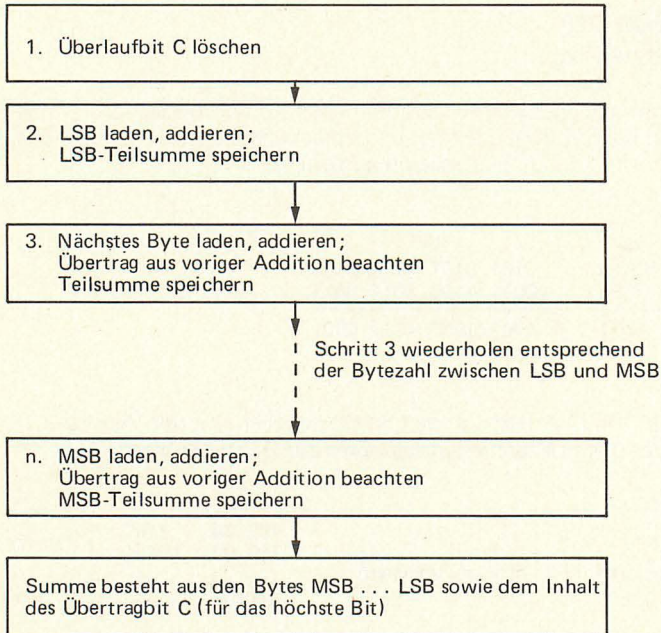 1. Überlaufbit C löschen
2. LSB laden, addieren;
LSB-Teilsumme speichern
3. Nächstes Byte laden, addieren;
Übertrag aus voriger Addition beachten
Teilsumme speichern
Schritt 3 wiederholen entsprechend
der Bytezahl zwischen LSB und MSB
n. MSB laden, addieren;
Übertrag aus voriger Addition beachten
MSB-Teilsumme speichern
Summe besteht aus den Bytes MSB . . . LSB sowie dem Inhalt
des Übertragbit C (für das höchste Bit)